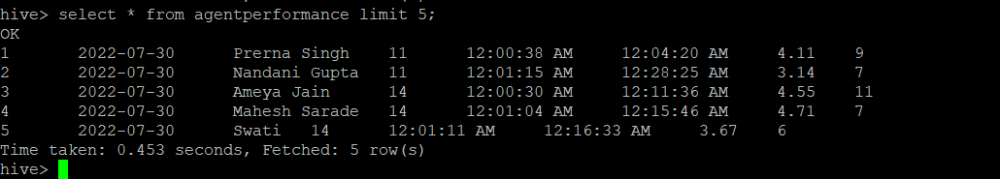 hive> select * from agentperformance limit 5;
OK
1 2022-07-30 Prerna Singh 11 12:00:38 AM 12:04:20 AM 4.11 9
2 2022-07-30 Nandani Gupta 11 12:01:15 AM 12:28:25 AM 3.14 7
3 2022-07-30 Ameya Jain 14 12:00:30 AM 12:11:36 AM 4.55 11
4 2022-07-30 Mahesh Sarade 14 12:01:04 AM 12:15:46 AM 4.71 7
5 2022-07-30 Swati 14 12:01:11 AM 12:16:33 AM 3.67 6
Time taken: 0.453 seconds, Fetched: 5 row(s)
hive>